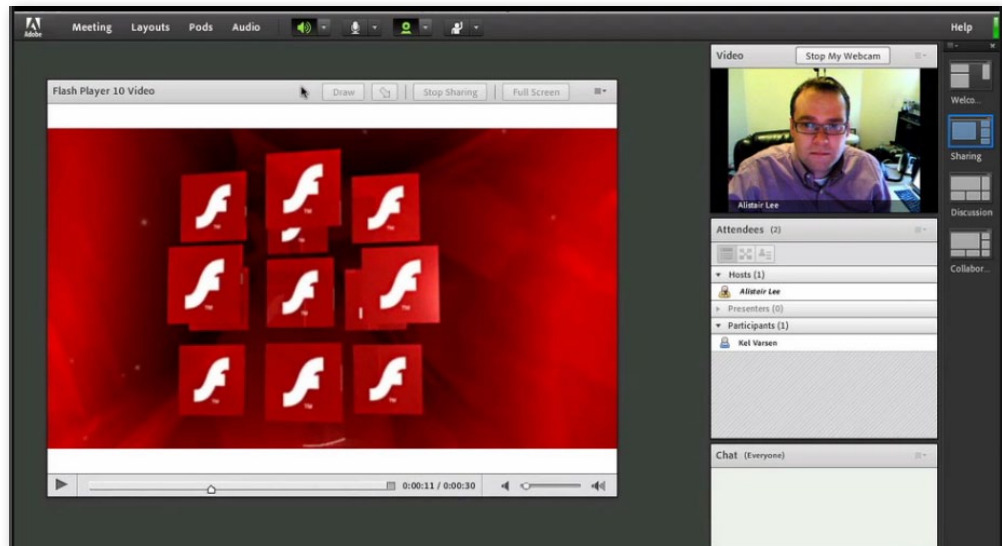 Adobe
Meeting Layouts Pods Audio Help
Flash Player 10 Video
Draw Stop Sharing Full Screen
0:00:11 / 0:00:30
Video Stop My Webcam
Alistair Lee
Attendees (2)
Hosts (1)
Alistair Lee
Presenters (0)
Participants (1)
Kel Varsen
Chat (Everyone)
Welco...
Sharing
Discussion
Collabor...